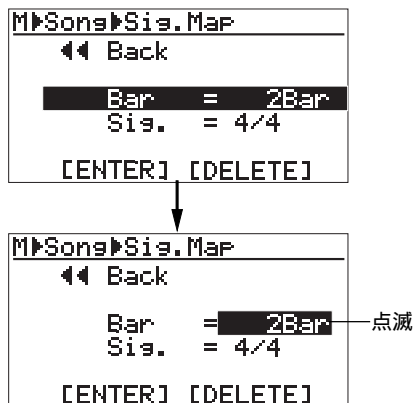 M▶Song▶Sig.Map
◀◀ Back
Bar = 2Bar
Sig. = 4/4
[ENTER] [DELETE]
M▶Song▶Sig.Map
◀◀ Back
Bar = 2Bar 点滅
Sig. = 4/4
[ENTER] [DELETE]